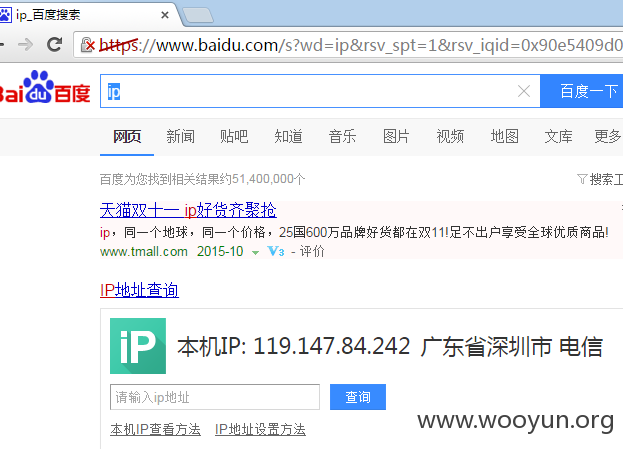 ip_百度搜索
https://www.baidu.com/s?wd=ip&rsv_spt=1&rsv_iqid=0x90e5409d0
Bai du 百度
ip
百度一下
网页 新闻 贴吧 知道 音乐 图片 视频 地图 文库 更多
百度为您找到相关结果约51,400,000个
搜索工
天猫双十一 ip好货齐聚抢
ip，同一个地球，同一个价格，25国600万品牌好货都在双11!足不出户享受全球优质商品!
www.tmall.com 2015-10 V3 - 评价
IP地址查询
iP
本机IP: 119.147.84.242 广东省深圳市 电信
请输入ip地址
查询
本机IP查看方法 IP地址设置方法
www.wooyun.org